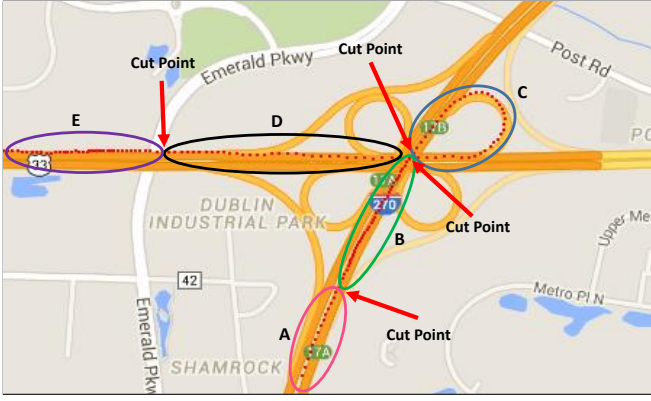 Cut Point
Emerald Pkwy
Cut Point
Post Rd
C
E
D
17B
33
DUBLIN
INDUSTRIAL PARK
270
B
Cut Point
42
Metro Pl N
Emerald Pkw
A
Cut Point
17A
SHAMROCK